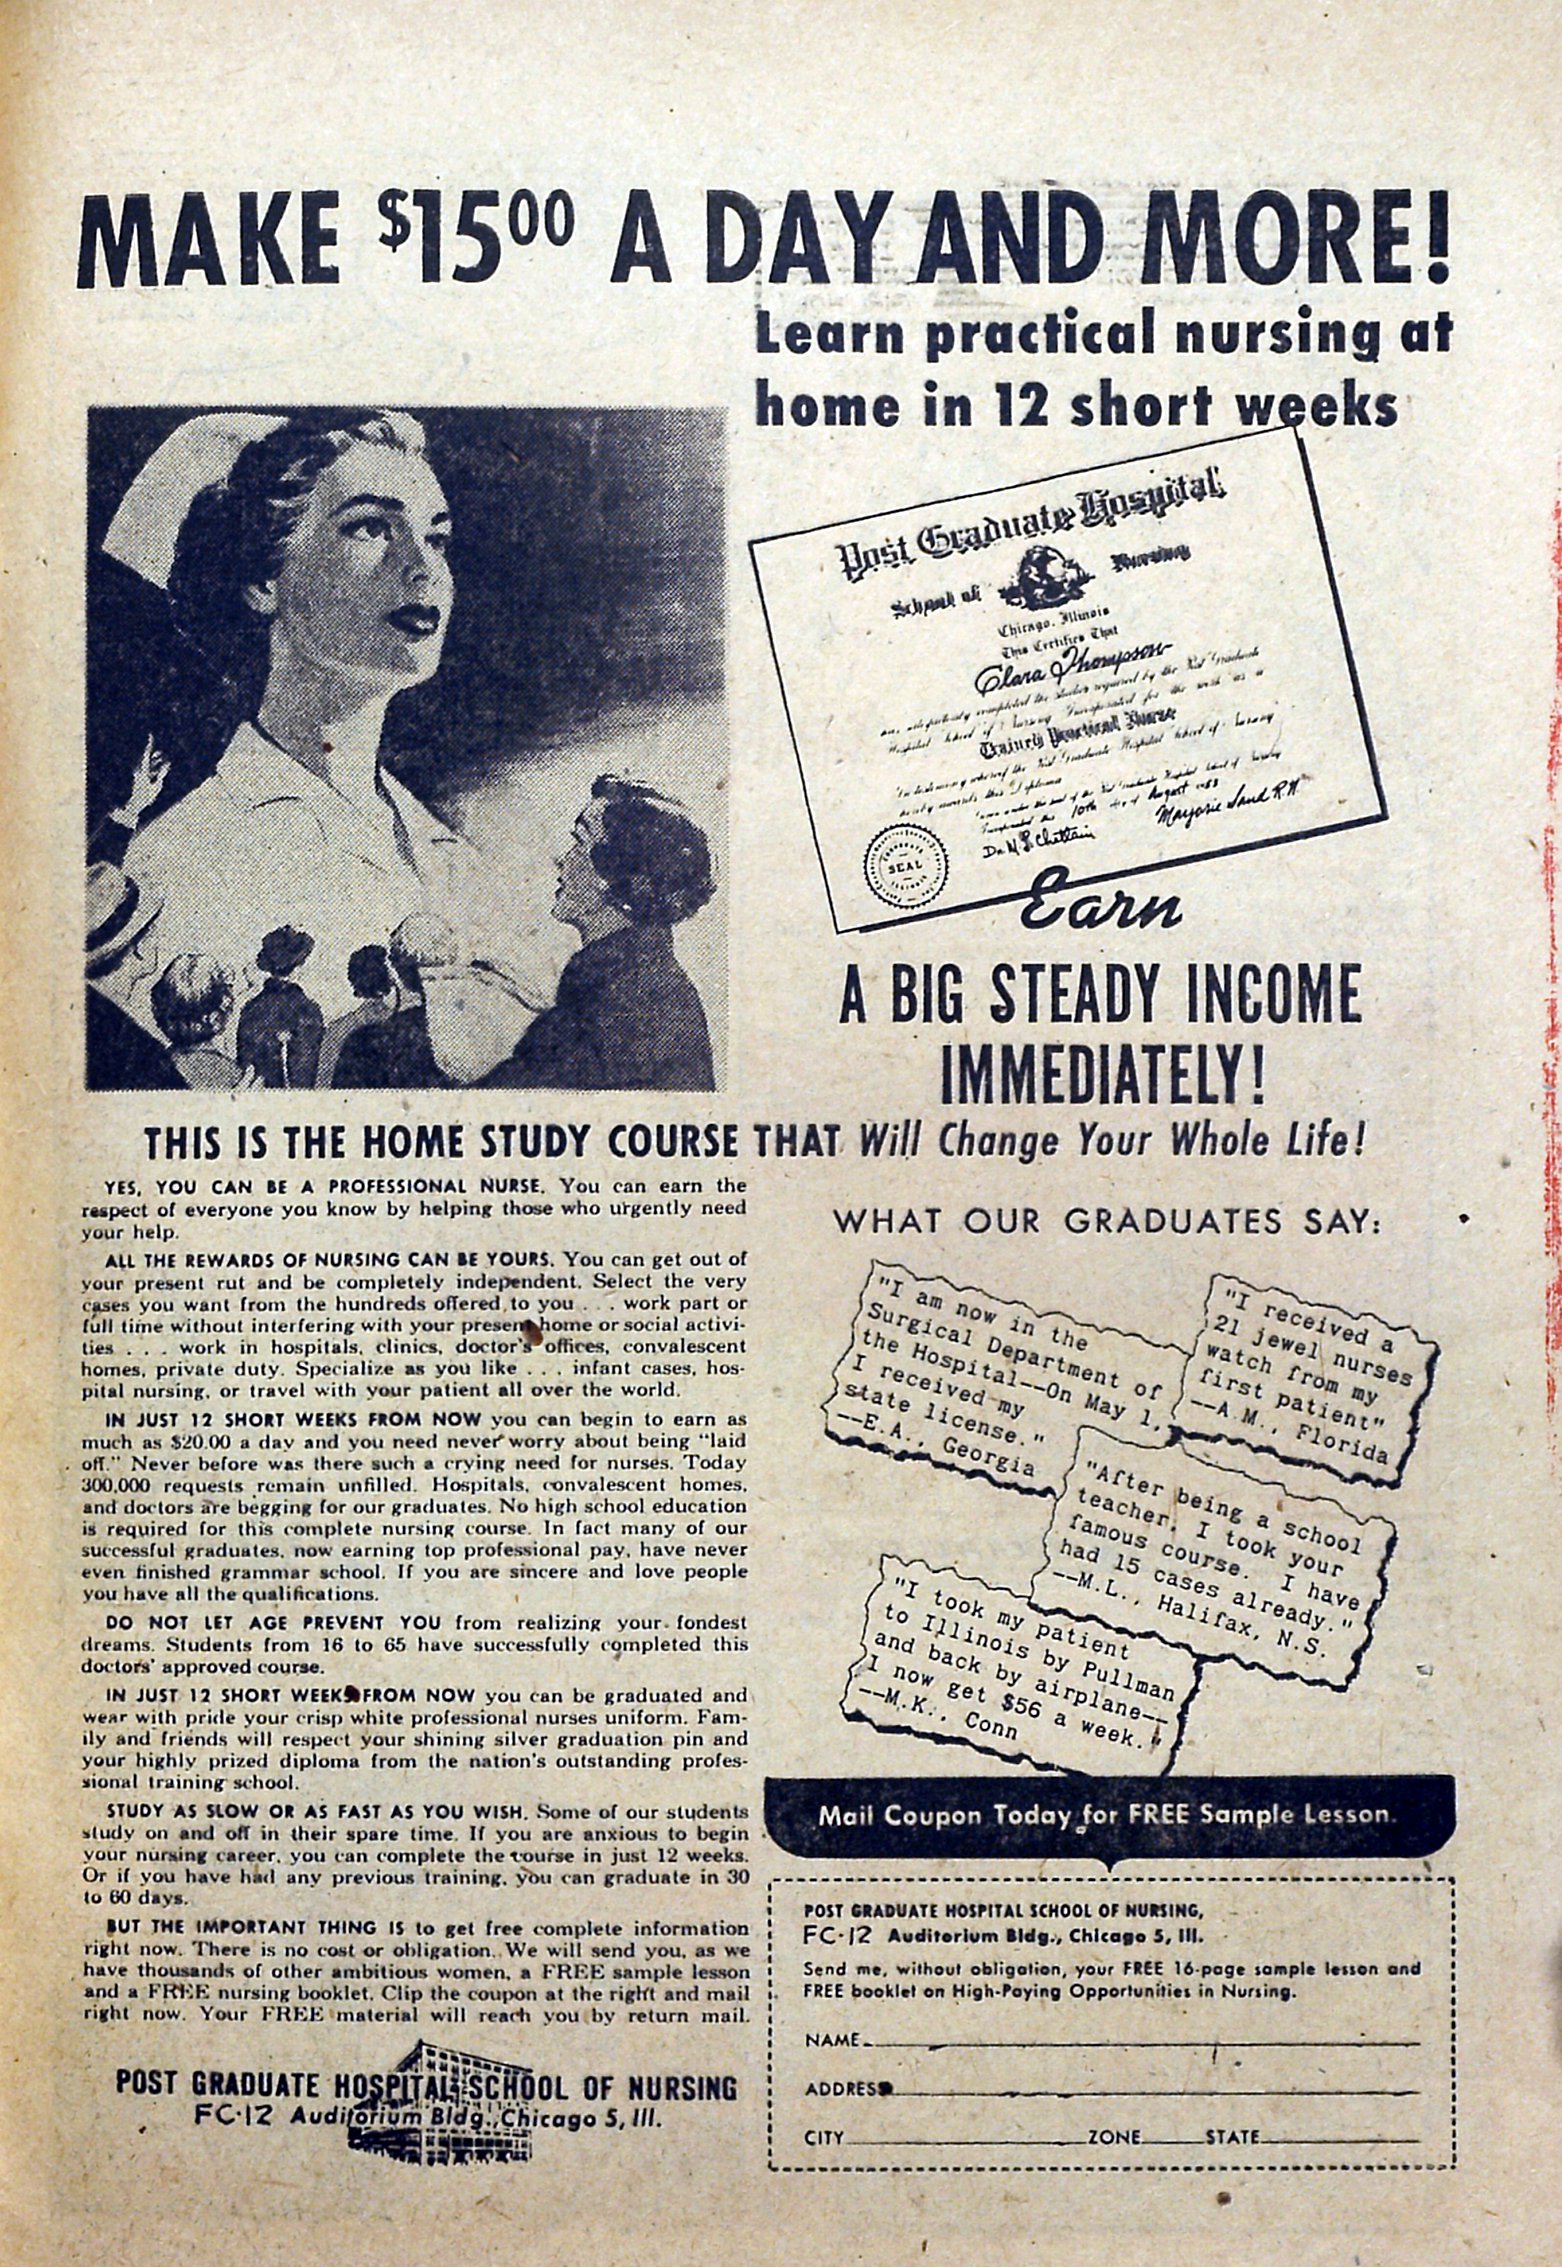 MAKE $15.00 A DAY AND MORE!
Learn practical nursing at
home in 12 short weeks
Post Graduate Hospital
School of Nursing
Chicago, Illinois
This Certifies That
Clara Thompson
Trained Practical Nurse
10th August
Dr. Marjorie Sand R.N.
SEAL
Earn
A BIG STEADY INCOME
IMMEDIATELY!
THIS IS THE HOME STUDY COURSE THAT Will Change Your Whole Life!
YES, YOU CAN BE A PROFESSIONAL NURSE. You can earn the
respect of everyone you know by helping those who urgently need
your help.
ALL THE REWARDS OF NURSING CAN BE YOURS. You can get out of
your present rut and be completely independent. Select the very
cases you want from the hundreds offered to you . . . work part or
full time without interfering with your present home or social activi-
ties . . . work in hospitals, clinics, doctor's offices, convalescent
homes, private duty. Specialize as you like . . . infant cases, hos-
pital nursing, or travel with your patient all over the world.
IN JUST 12 SHORT WEEKS FROM NOW you can begin to earn as
much as $20.00 a day and you need never worry about being "laid
off." Never before was there such a crying need for nurses. Today
300,000 requests remain unfilled. Hospitals, convalescent homes,
and doctors are begging for our graduates. No high school education
is required for this complete nursing course. In fact many of our
successful graduates, now earning top professional pay, have never
even finished grammar school. If you are sincere and love people
you have all the qualifications.
DO NOT LET AGE PREVENT YOU from realizing your fondest
dreams. Students from 16 to 65 have successfully completed this
doctors' approved course.
IN JUST 12 SHORT WEEKS FROM NOW you can be graduated and
wear with pride your crisp white professional nurses uniform. Fam-
ily and friends will respect your shining silver graduation pin and
your highly prized diploma from the nation's outstanding profes-
sional training school.
STUDY AS SLOW OR AS FAST AS YOU WISH. Some of our students
study on and off in their spare time. If you are anxious to begin
your nursing career, you can complete the course in just 12 weeks.
Or if you have had any previous training, you can graduate in 30
to 60 days.
BUT THE IMPORTANT THING IS to get free complete information
right now. There is no cost or obligation. We will send you, as we
have thousands of other ambitious women, a FREE sample lesson
and a FREE nursing booklet. Clip the coupon at the right and mail
right now. Your FREE material will reach you by return mail.
POST GRADUATE HOSPITAL SCHOOL OF NURSING
FC-12 Auditorium Bldg., Chicago 5, Ill.
WHAT OUR GRADUATES SAY:
"I am now in the
Surgical Department of
the Hospital--On May 1,
I received my
state license."
--E.A., Georgia
"I received a
21 jewel nurses
watch from my
first patient"
--A.M., Florida
"After being a school
teacher, I took your
famous course. I have
had 15 cases already."
--M.L., Halifax, N.S.
"I took my patient
to Illinois by Pullman
and back by airplane--
I now get $56 a week."
--M.K., Conn
Mail Coupon Today for FREE Sample Lesson.
POST GRADUATE HOSPITAL SCHOOL OF NURSING,
FC-12 Auditorium Bldg., Chicago 5, Ill.
Send me, without obligation, your FREE 16-page sample lesson and
FREE booklet on High-Paying Opportunities in Nursing.
NAME
ADDRESS
CITY ZONE STATE